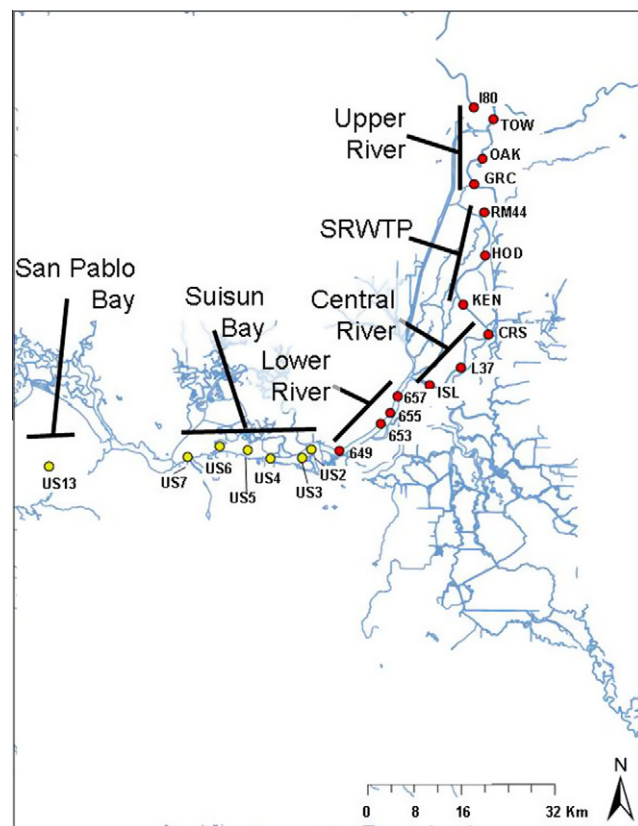 I80
TOW
Upper
River
OAK
GRC
RM44
SRWTP
HOD
San Pablo
Bay
Suisun
Bay
Central
River
KEN
CRS
Lower
River
L37
ISL
657
655
653
649
US13
US7
US6
US5
US4
US3
US2
N
0 8 16 32 Km